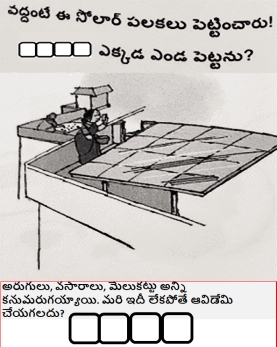 వద్దంటే ఈ సోలార్ పలకలు పెట్టించారు!
ఎక్కడ ఎండ పెట్టను?
అరుగులు, వసారాలు, మెలుకట్టు అన్ని
కనుమరుగయ్యాయి. మరి ఇదీ లేకపోతే ఆవిడేమి
చేయగలదు?